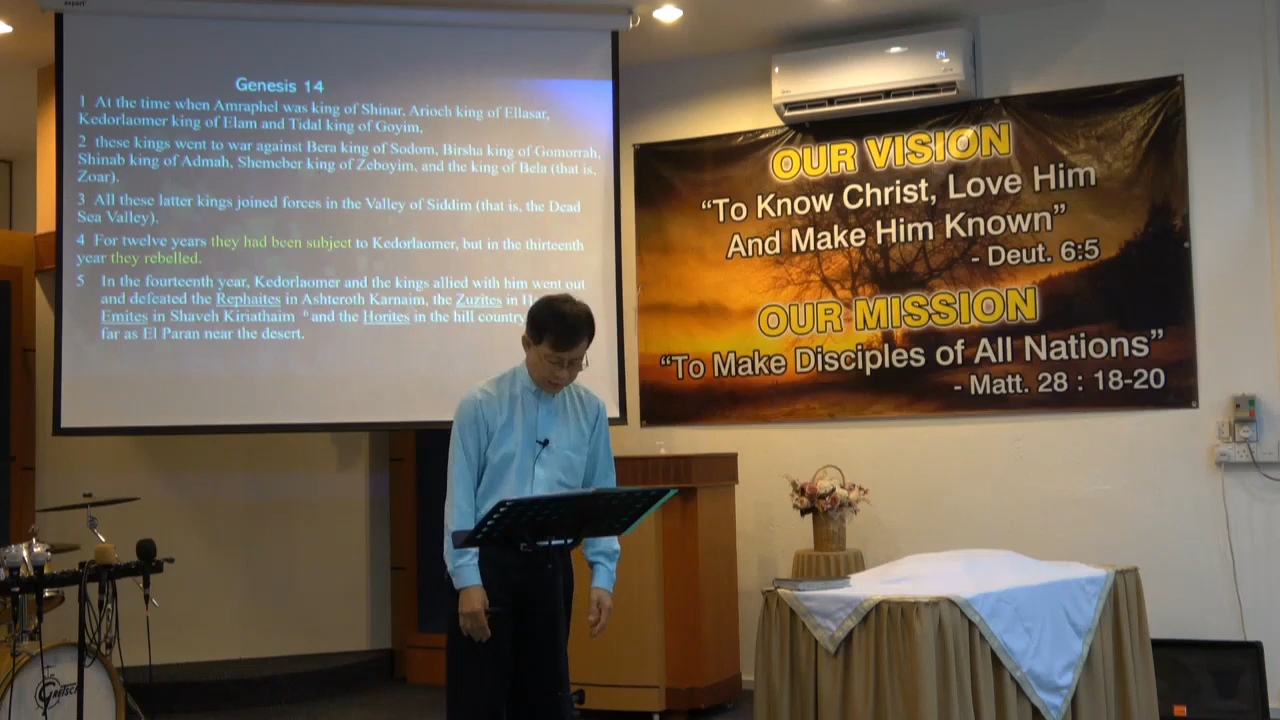 Genesis 14
1 At the time when Amraphel was king of Shinar, Arioch king of Ellasar,
Kedorlaomer king of Elam and Tidal king of Goyim,
2 these kings went to war against Bera king of Sodom, Birsha king of Gomorrah,
Shinab king of Admah, Shemeber king of Zeboyim, and the king of Bela (that is,
Zoar).
3 All these latter kings joined forces in the Valley of Siddim (that is, the Dead
Sea Valley).
4 For twelve years they had been subject to Kedorlaomer, but in the thirteenth
year they rebelled.
5 In the fourteenth year, Kedorlaomer and the kings allied with him went out
and defeated the Rephaites in Ashteroth Karnaim, the Zuzites in
Emites in Shaveh Kiriathaim 6 and the Horites in the hill country
far as El Paran near the desert.
OUR VISION
“To Know Christ, Love Him
And Make Him Known”
- Deut. 6:5
OUR MISSION
“To Make Disciples of All Nations”
- Matt. 28 : 18-20
24
GRETSCH